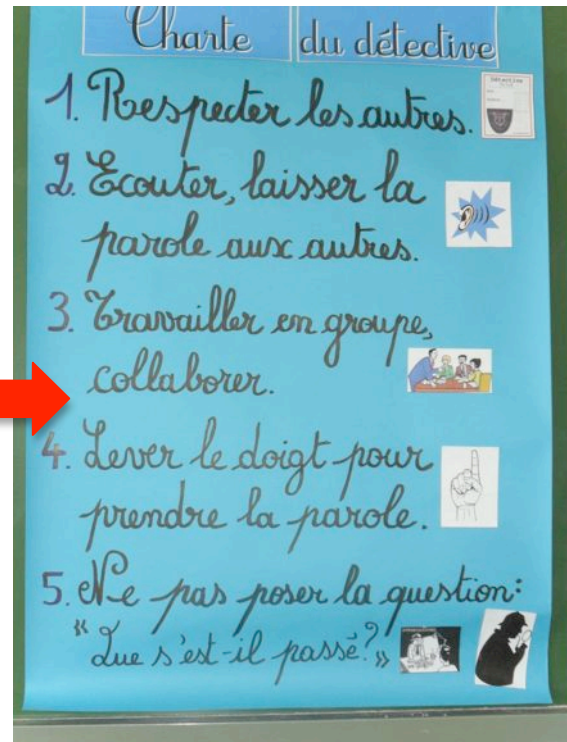 Charte du détective
1. Respecter les autres.
2. Ecouter, laisser la
parole aux autres.
3. Travailler en groupe,
collaborer.
4. Lever le doigt pour
prendre la parole.
5. Ne pas poser la question:
"Que s'est-il passé?"